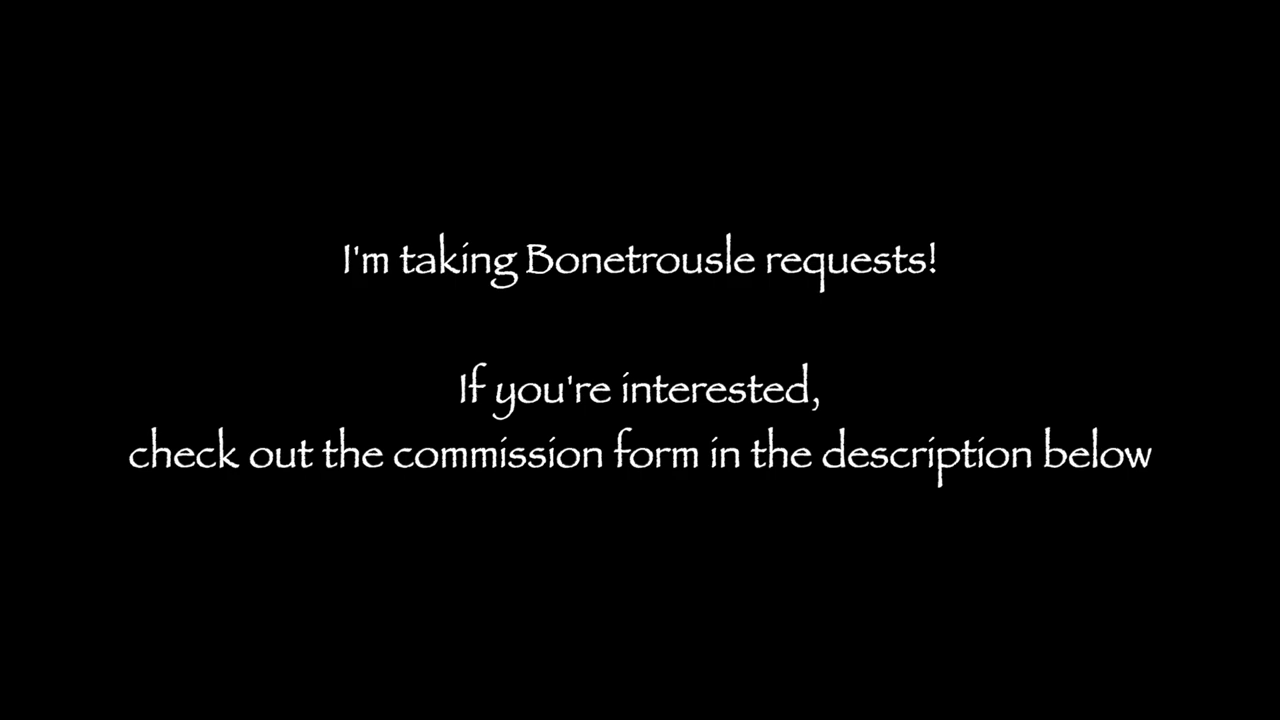 I'm taking Bonetrousle requests!
If you're interested,
check out the commission form in the description below